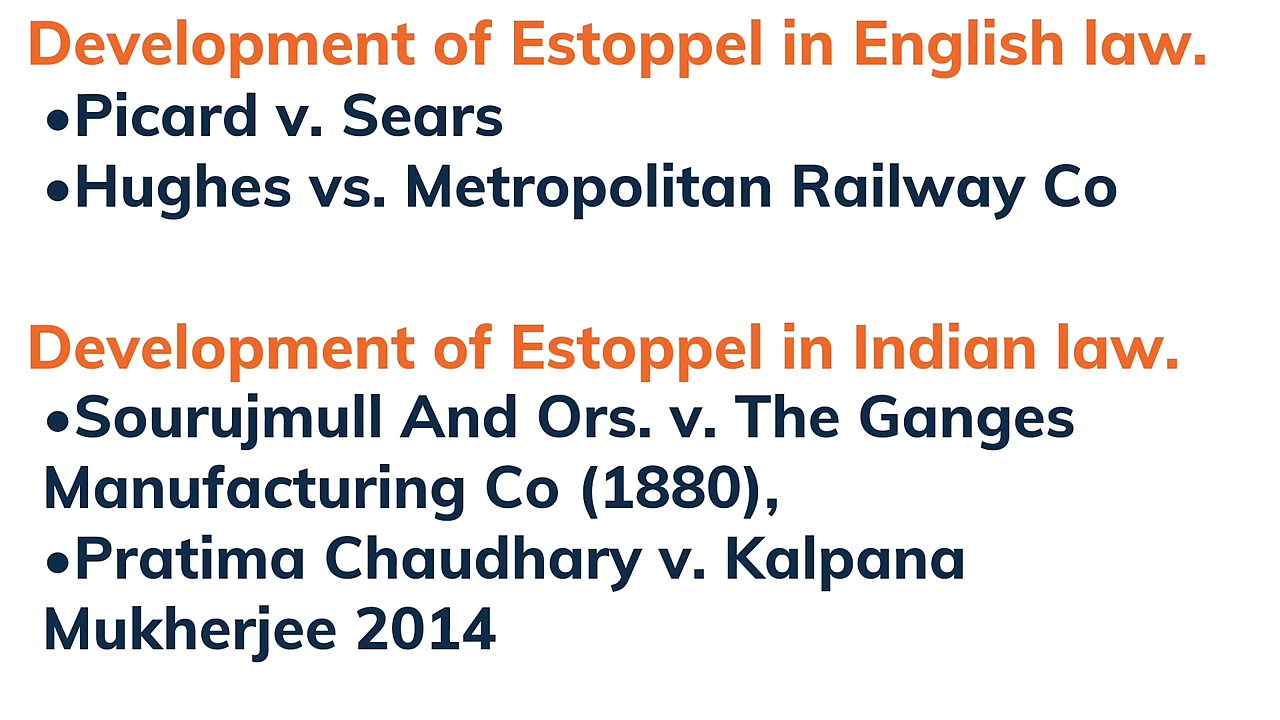 Development of Estoppel in English law.
•Picard v. Sears
•Hughes vs. Metropolitan Railway Co
Development of Estoppel in Indian law.
•Sourujmull And Ors. v. The Ganges
Manufacturing Co (1880),
•Pratima Chaudhary v. Kalpana
Mukherjee 2014